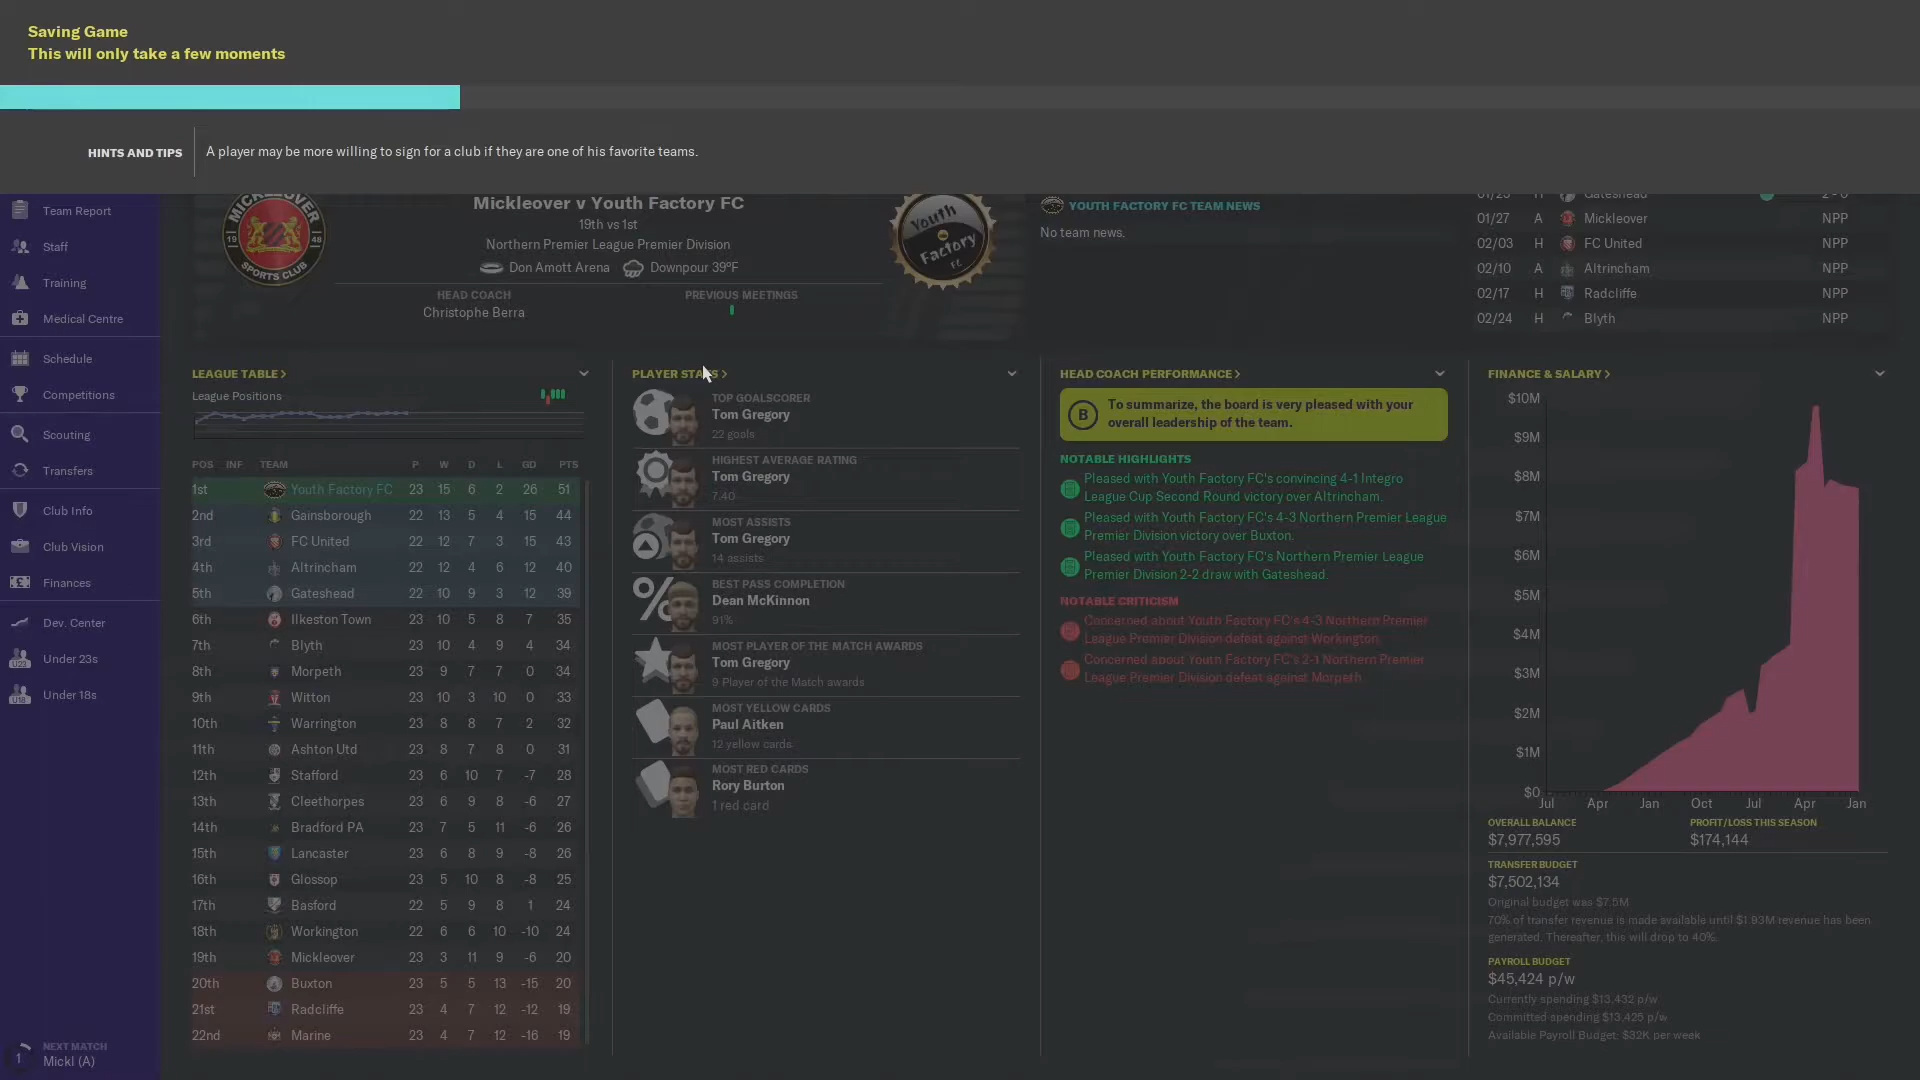 Saving Game
This will only take a few moments
HINTS AND TIPS
A player may be more willing to sign for a club if they are one of his favorite teams.
Team Report
Staff
Training
Medical Centre
Schedule
Competitions
Scouting
Transfers
Club Info
Club Vision
Finances
Dev. Center
Under 23s
Under 18s
1
NEXT MATCH
Mickl (A)
MICKLEOVER
19 48
SPORTS CLUB
Mickleover v Youth Factory FC
19th vs 1st
Northern Premier League Premier Division
Don Amott Arena
Downpour 39°F
HEAD COACH
Christophe Berra
PREVIOUS MEETINGS
Youth
Factory
FC
YOUTH FACTORY FC TEAM NEWS
No team news.
01/23 H Gateshead 2 - 0
01/27 A Mickleover NPP
02/03 H FC United NPP
02/10 A Altrincham NPP
02/17 H Radcliffe NPP
02/24 H Blyth NPP
LEAGUE TABLE >
League Positions
POS INF TEAM P W D L GD PTS
1st Youth Factory FC 23 15 6 2 26 51
2nd Gainsborough 22 13 5 4 15 44
3rd FC United 22 12 7 3 15 43
4th Altrincham 22 12 4 6 12 40
5th Gateshead 22 10 9 3 12 39
6th Ilkeston Town 23 10 5 8 7 35
7th Blyth 23 10 4 9 4 34
8th Morpeth 23 9 7 7 0 34
9th Witton 23 10 3 10 0 33
10th Warrington 23 8 8 7 2 32
11th Ashton Utd 23 8 7 8 0 31
12th Stafford 23 6 10 7 -7 28
13th Cleethorpes 23 6 9 8 -6 27
14th Bradford PA 23 7 5 11 -6 26
15th Lancaster 23 6 8 9 -8 26
16th Glossop 23 5 10 8 -8 25
17th Basford 22 5 9 8 1 24
18th Workington 22 6 6 10 -10 24
19th Mickleover 23 3 11 9 -6 20
20th Buxton 23 5 5 13 -15 20
21st Radcliffe 23 4 7 12 -12 19
22nd Marine 23 4 7 12 -16 19
PLAYER STATS >
TOP GOALSCORER
Tom Gregory
22 goals
HIGHEST AVERAGE RATING
Tom Gregory
7.40
MOST ASSISTS
Tom Gregory
14 assists
BEST PASS COMPLETION
Dean McKinnon
91%
MOST PLAYER OF THE MATCH AWARDS
Tom Gregory
9 Player of the Match awards
MOST YELLOW CARDS
Paul Aitken
12 yellow cards
MOST RED CARDS
Rory Burton
1 red card
HEAD COACH PERFORMANCE >
B
To summarize, the board is very pleased with your
overall leadership of the team.
NOTABLE HIGHLIGHTS
Pleased with Youth Factory FC's convincing 4-1 Integro
League Cup Second Round victory over Altrincham.
Pleased with Youth Factory FC's 4-3 Northern Premier League
Premier Division victory over Buxton.
Pleased with Youth Factory FC's Northern Premier League
Premier Division 2-2 draw with Gateshead.
NOTABLE CRITICISM
Concerned about Youth Factory FC's 4-3 Northern Premier
League Premier Division defeat against Workington.
Concerned about Youth Factory FC's 2-1 Northern Premier
League Premier Division defeat against Morpeth.
FINANCE & SALARY >
$10M
$9M
$8M
$7M
$6M
$5M
$4M
$3M
$2M
$1M
$0
Jul Apr Jan Oct Jul Apr Jan
OVERALL BALANCE
$7,977,595
PROFIT/LOSS THIS SEASON
$174,144
TRANSFER BUDGET
$7,502,134
Original budget was $7.5M
70% of transfer revenue is made available until $1.93M revenue has been
generated. Thereafter, this will drop to 40%.
PAYROLL BUDGET
$45,424 p/w
Currently spending $13,432 p/w
Committed spending $13,425 p/w
Available Payroll Budget: $32K per week